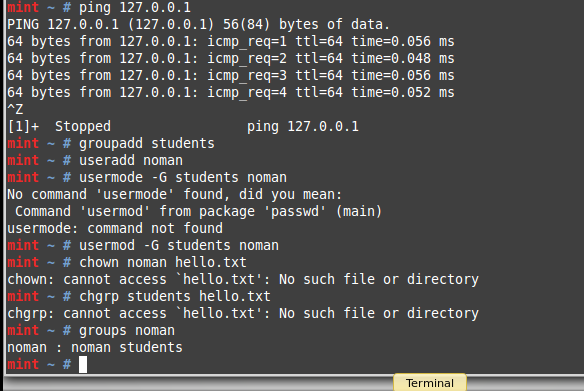 mint ~ # ping 127.0.0.1
PING 127.0.0.1 (127.0.0.1) 56(84) bytes of data.
64 bytes from 127.0.0.1: icmp_req=1 ttl=64 time=0.056 ms
64 bytes from 127.0.0.1: icmp_req=2 ttl=64 time=0.048 ms
64 bytes from 127.0.0.1: icmp_req=3 ttl=64 time=0.056 ms
64 bytes from 127.0.0.1: icmp_req=4 ttl=64 time=0.052 ms
^Z
[1]+  Stopped                 ping 127.0.0.1
mint ~ # groupadd students
mint ~ # useradd noman
mint ~ # usermode -G students noman
No command 'usermode' found, did you mean:
 Command 'usermod' from package 'passwd' (main)
usermode: command not found
mint ~ # usermod -G students noman
mint ~ # chown noman hello.txt
chown: cannot access `hello.txt': No such file or directory
mint ~ # chgrp students hello.txt
chgrp: cannot access `hello.txt': No such file or directory
mint ~ # groups noman
noman : noman students
mint ~ #
Terminal